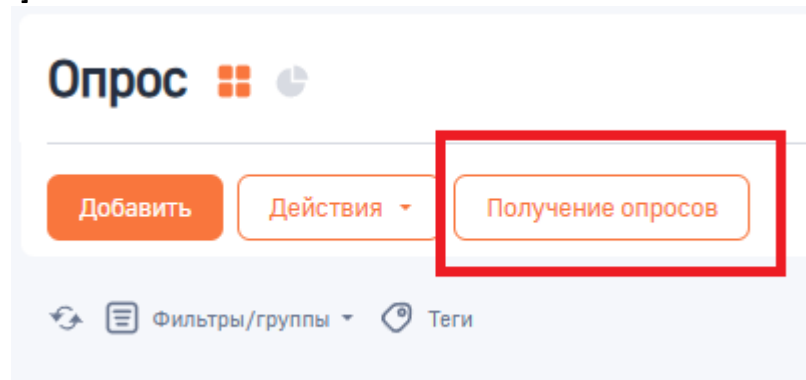 Опрос
Добавить Действия Получение опросов
Фильтры/группы Теги